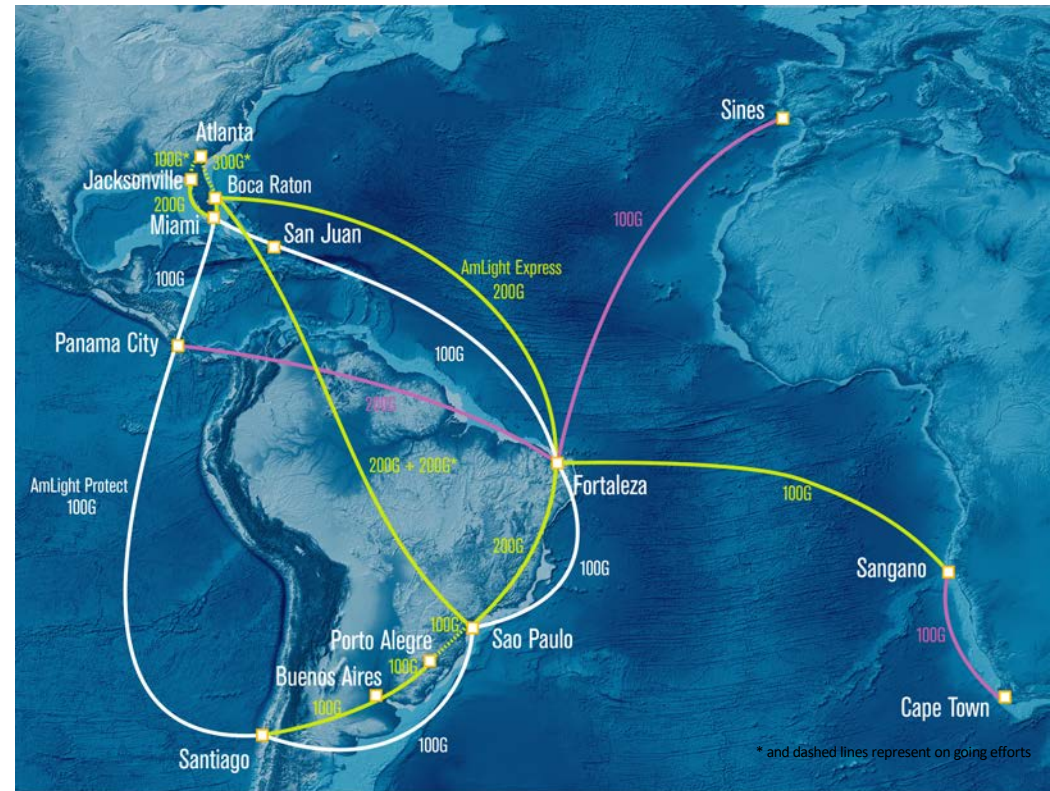 Sines
Atlanta
100G*
300G*
Jacksonville
Boca Raton
200G
Miami
San Juan
100G
100G
AmLight Express
200G
Panama City
100G
200G
200G + 200G*
AmLight Protect
100G
Fortaleza
100G
200G
100G
Sangano
100G
Sao Paulo
Porto Alegre
100G
100G
Buenos Aires
100G
100G
Cape Town
Santiago
100G
* and dashed lines represent on going efforts